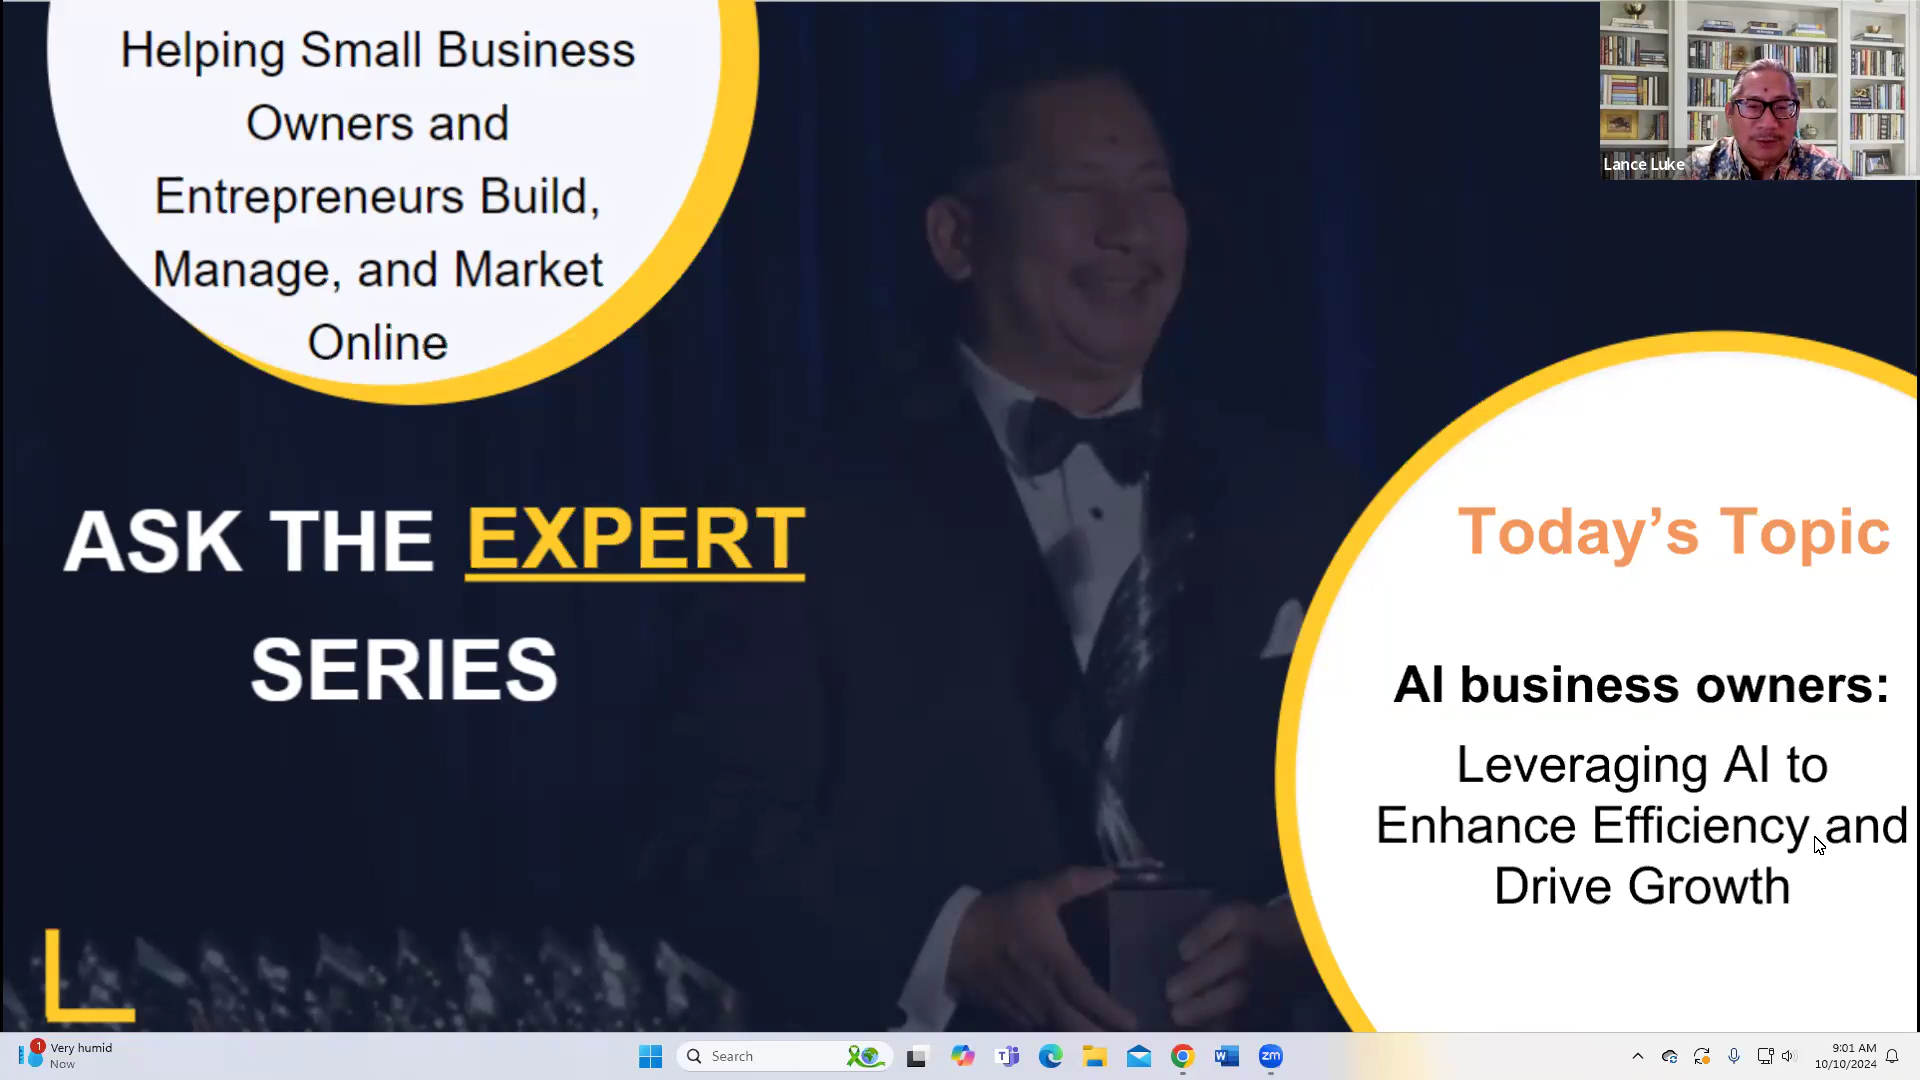 Helping Small Business
Owners and
Entrepreneurs Build,
Manage, and Market
Online
Lance Luke
ASK THE EXPERT
SERIES
Today’s Topic
AI business owners:
Leveraging AI to
Enhance Efficiency and
Drive Growth
1
Very humid
Now
Search
T
W
zm
9:01 AM
10/10/2024